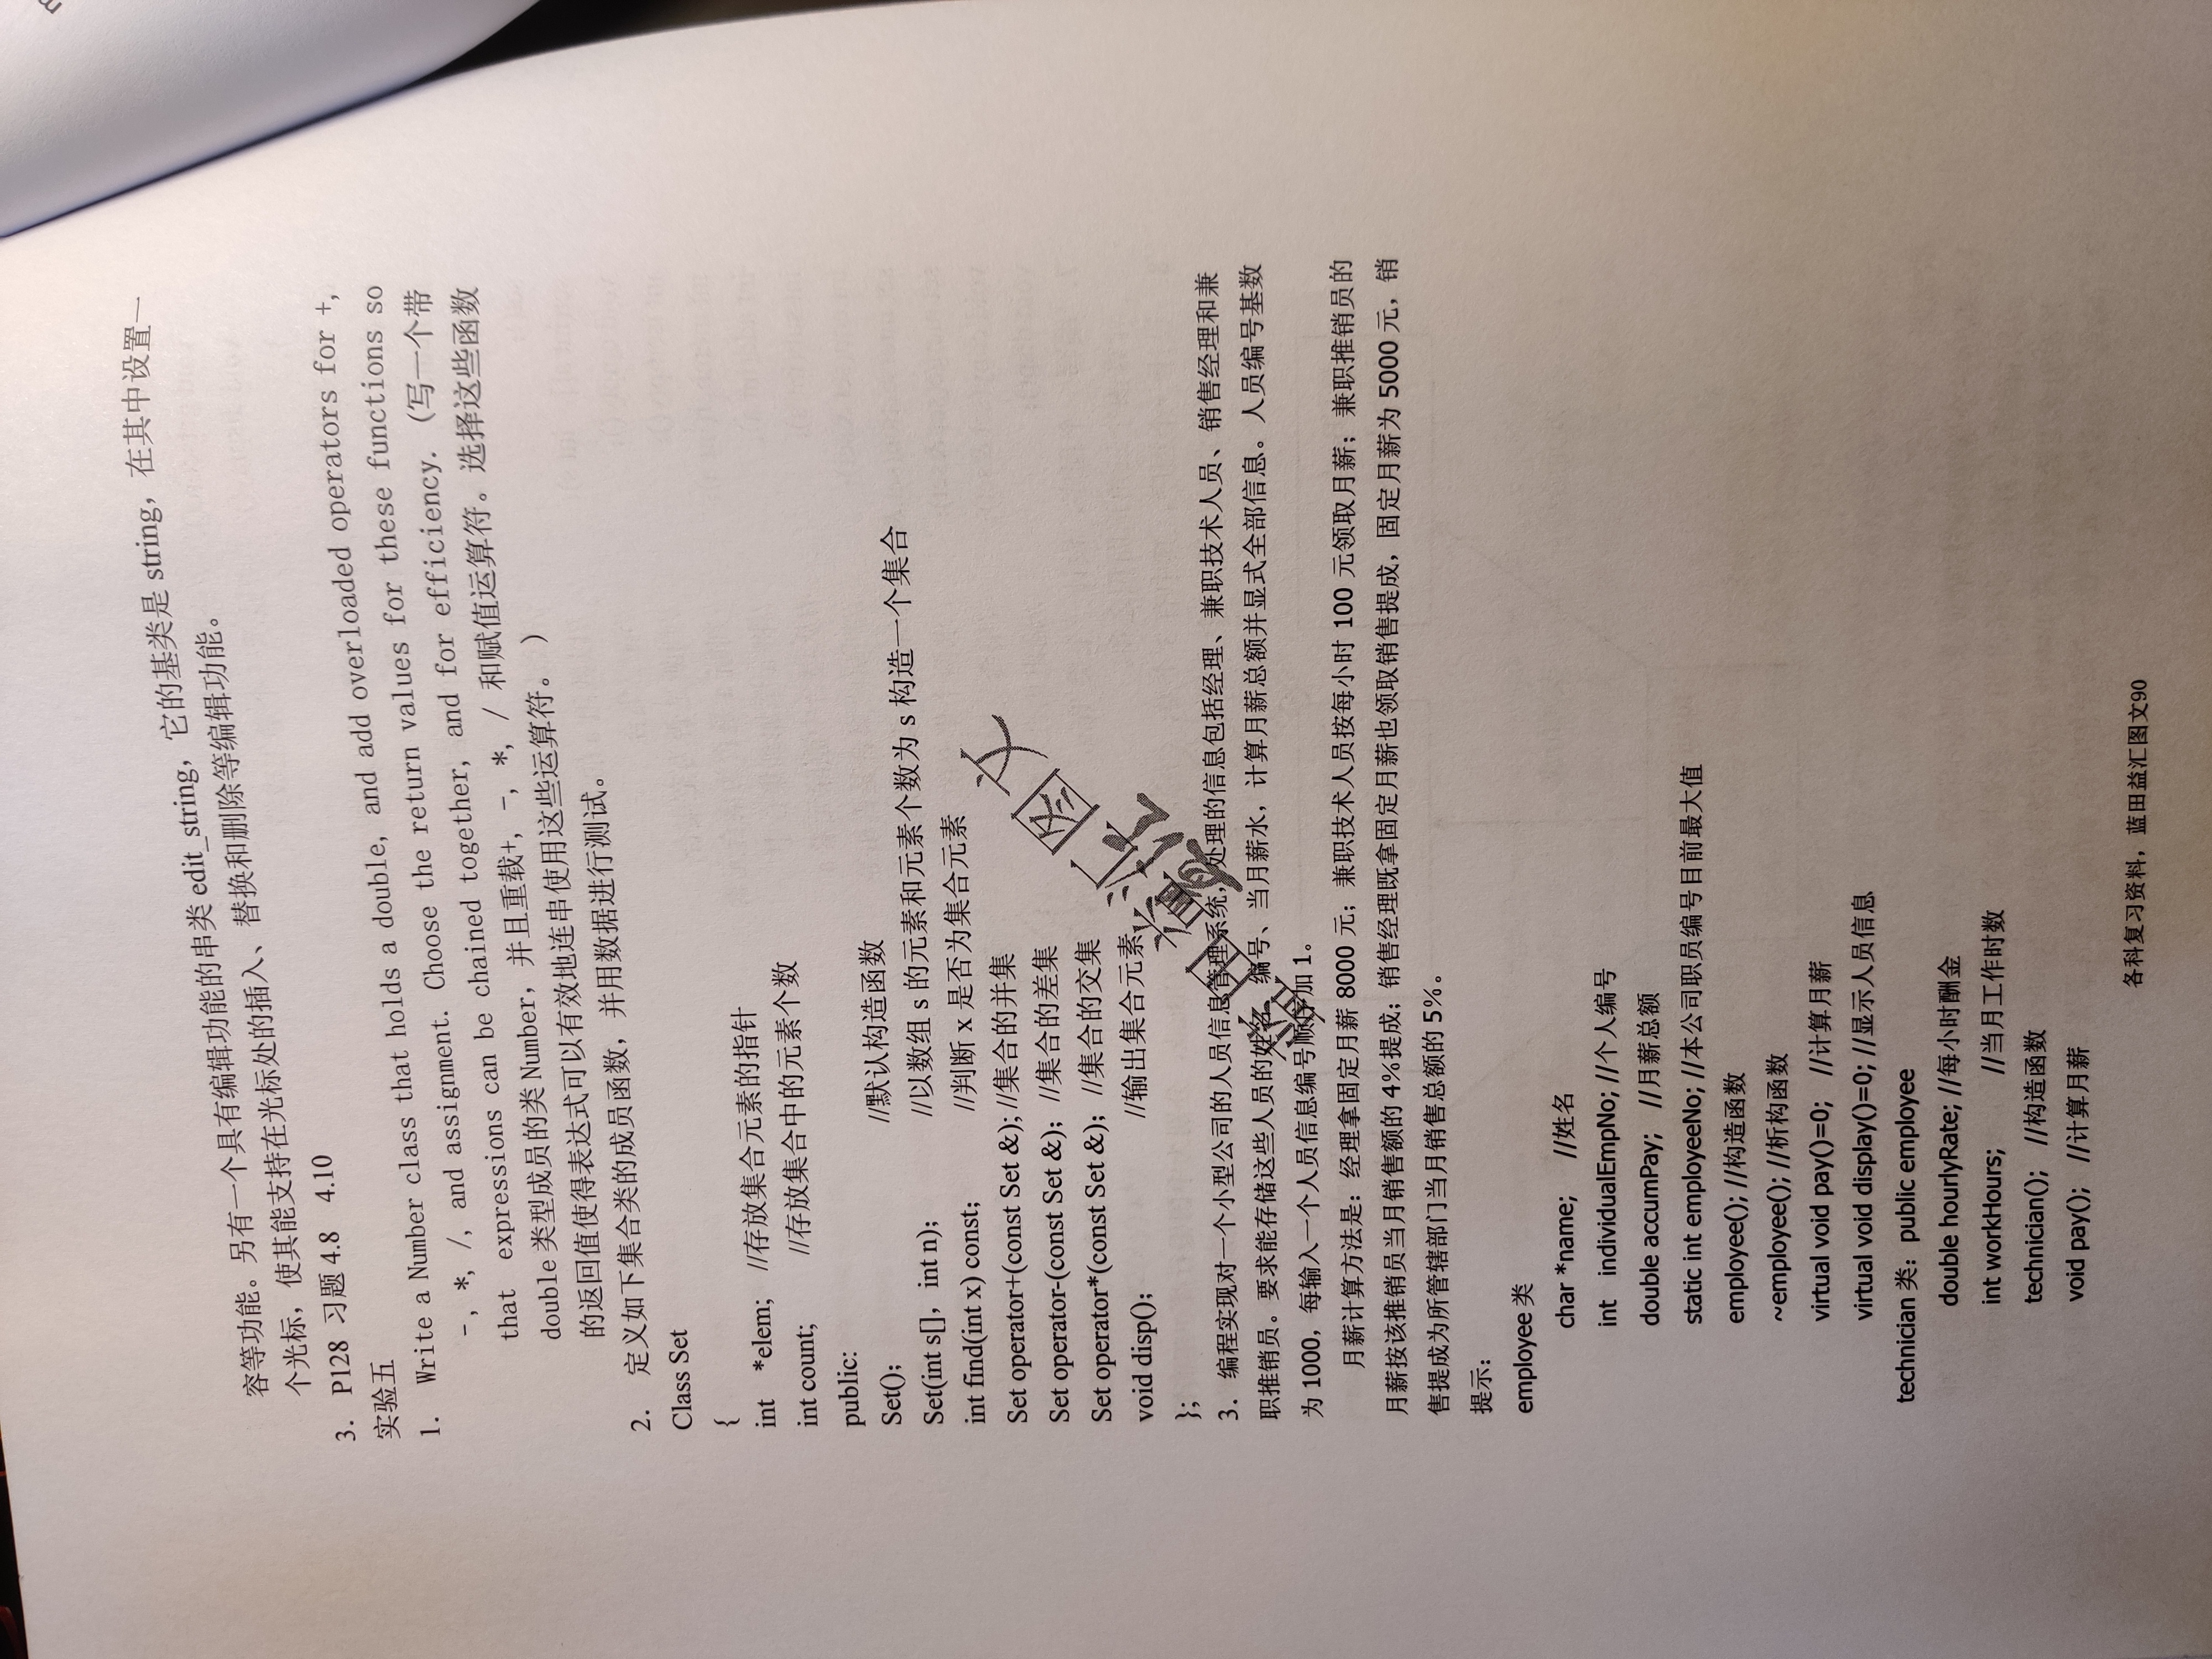 容等功能。另有一个具有编辑功能的串类 edit_string，它的基类是 string，在其中设置一
个光标，使其能支持在光标处的插入、替换和删除等编辑功能。
3． P128 习题 4.8 4.10
实验五
1. Write a Number class that holds a double, and add overloaded operators for +,
-, *, /, and assignment. Choose the return values for these functions so
that expressions can be chained together, and for efficiency. (写一个带
double 类型成员的类 Number，并且重载+, -, *, / 和赋值运算符。选择这些函数
的返回值使得表达式可以有效地连串使用这些运算符。 )
2. 定义如下集合类的成员函数，并用数据进行测试。
Class Set
{
int *elem; //存放集合元素的指针
int count; //存放集合中的元素个数
public:
Set(); //默认构造函数
Set(int s[]，int n)； //以数组 s 的元素和元素个数为 s 构造一个集合
int find(int x) const； //判断 x 是否为集合元素
Set operator+(const Set &); //集合的并集
Set operator-(const Set &)； //集合的差集
Set operator*(const Set &)； //集合的交集
void disp()； //输出集合元素
};
3．编程实现对一个小型公司的人员信息管理系统，处理的信息包括经理、兼职技术人员、销售经理和兼
职推销员。要求能存储这些人员的姓名、编号、当月薪水，计算月薪总额并显式全部信息。人员编号基数
为 1000，每输入一个人员信息编号顺序加 1。
月薪计算方法是：经理拿固定月薪 8000 元；兼职技术人员按每小时 100 元领取月薪；兼职推销员的
月薪按该推销员当月销售额的 4%提成；销售经理既拿固定月薪也领取销售提成，固定月薪为 5000 元，销
售提成为所管辖部门当月销售总额的 5%。
提示：
employee 类
char *name; //姓名
int individualEmpNo; //个人编号
double accumPay; //月薪总额
static int employeeNo; //本公司职员编号目前最大值
employee(); //构造函数
~employee(); //析构函数
virtual void pay()=0; //计算月薪
virtual void display()=0; //显示人员信息
technician 类：public employee
double hourlyRate; //每小时酬金
int workHours; //当月工作时数
technician(); //构造函数
void pay(); //计算月薪
蓝田益汇图文
益汇
各科复习资料，蓝田益汇图文90